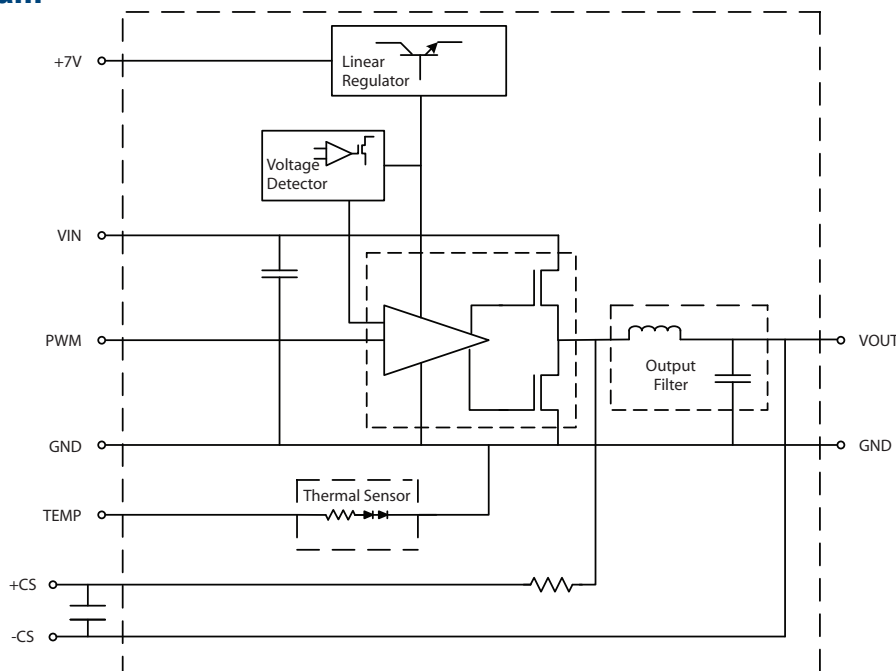 +7V
Linear
Regulator
Voltage
Detector
VIN
PWM
VOUT
Output
Filter
GND
GND
Thermal Sensor
TEMP
+CS
-CS